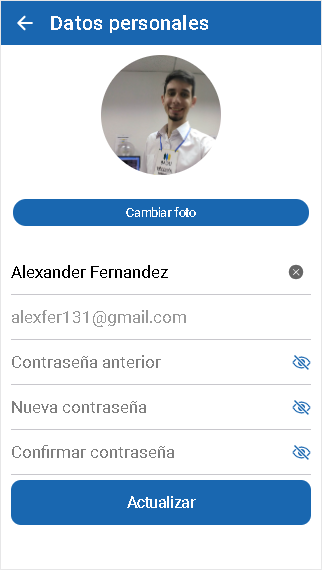 Datos personales
Cambiar foto
Alexander Fernandez
alexfer131@gmail.com
Contraseña anterior
Nueva contraseña
Confirmar contraseña
Actualizar